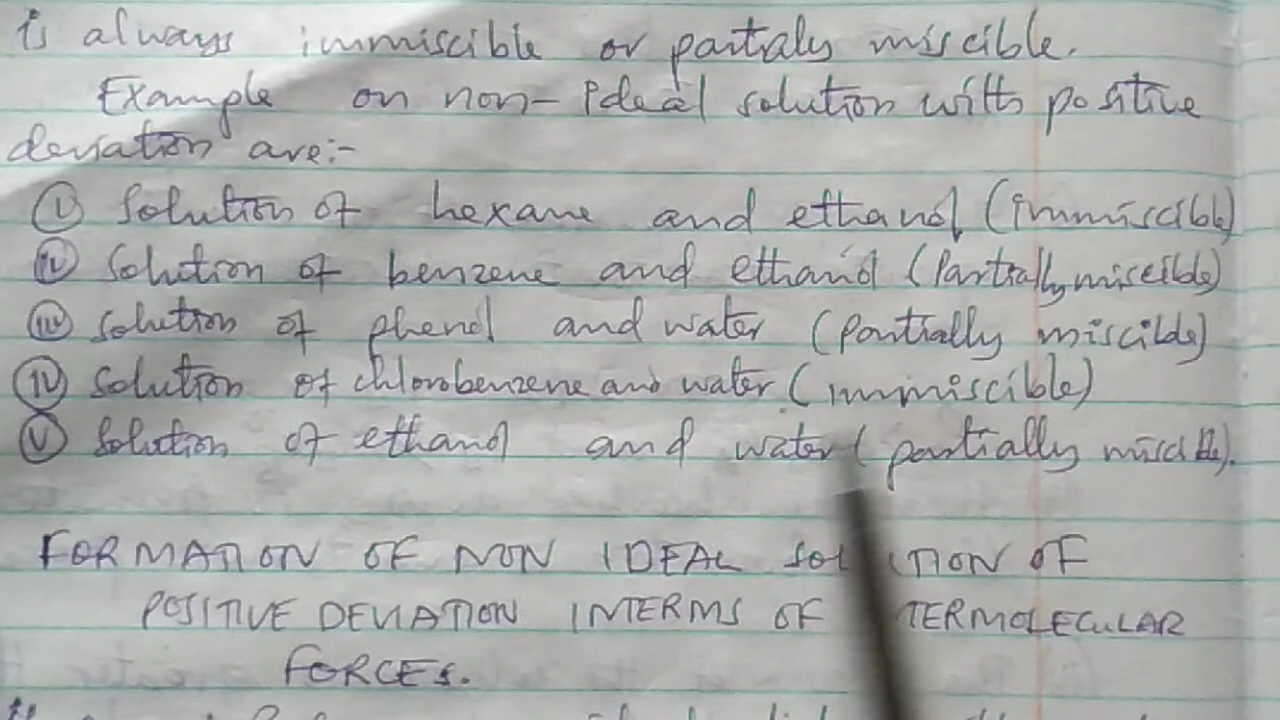 is always immiscible or partialy miscible.
Example on non-Ideal solution with positive
deviation are:-
(i) Solution of hexane and ethanol (immiscible)
(ii) Solution of benzene and ethanol (Partially miscible)
(iii) Solution of phenol and water (Partially miscible)
(iv) Solution of chlorobenzene and water (immiscible)
(v) Solution of ethanol and water (partially miscible).
FORMATION OF NON IDEAL SOLUTION OF
POSITIVE DEVIATION INTERMS OF TERMOLECULAR
FORCES.